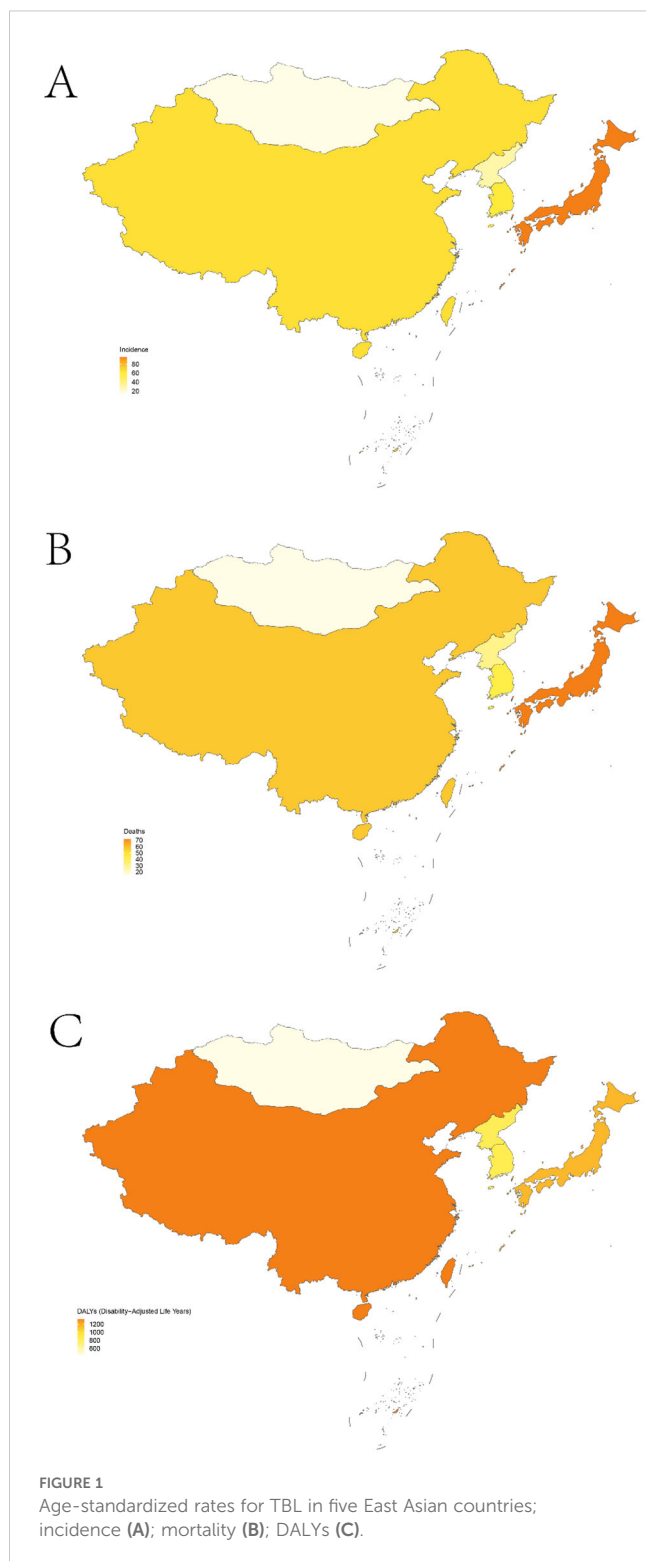 A
Incidence
80
60
40
20
B
Deaths
70
60
50
40
30
20
C
DALYs (Disability−Adjusted Life Years)
1200
1000
800
600
FIGURE 1
Age-standardized rates for TBL in five East Asian countries;
incidence (A); mortality (B); DALYs (C).